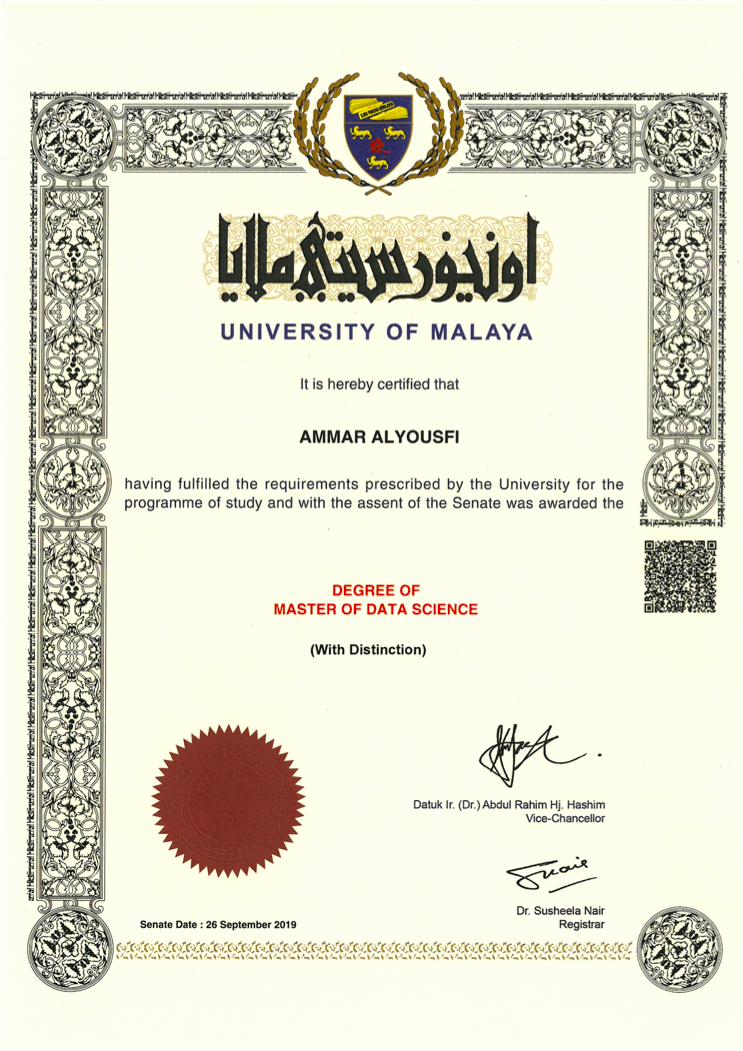 اونيۏرسيتي ملايا
UNIVERSITY OF MALAYA
It is hereby certified that
AMMAR ALYOUSFI
having fulfilled the requirements prescribed by the University for the
programme of study and with the assent of the Senate was awarded the
DEGREE OF
MASTER OF DATA SCIENCE
(With Distinction)
Datuk Ir. (Dr.) Abdul Rahim Hj. Hashim
Vice-Chancellor
Dr. Susheela Nair
Registrar
Senate Date : 26 September 2019